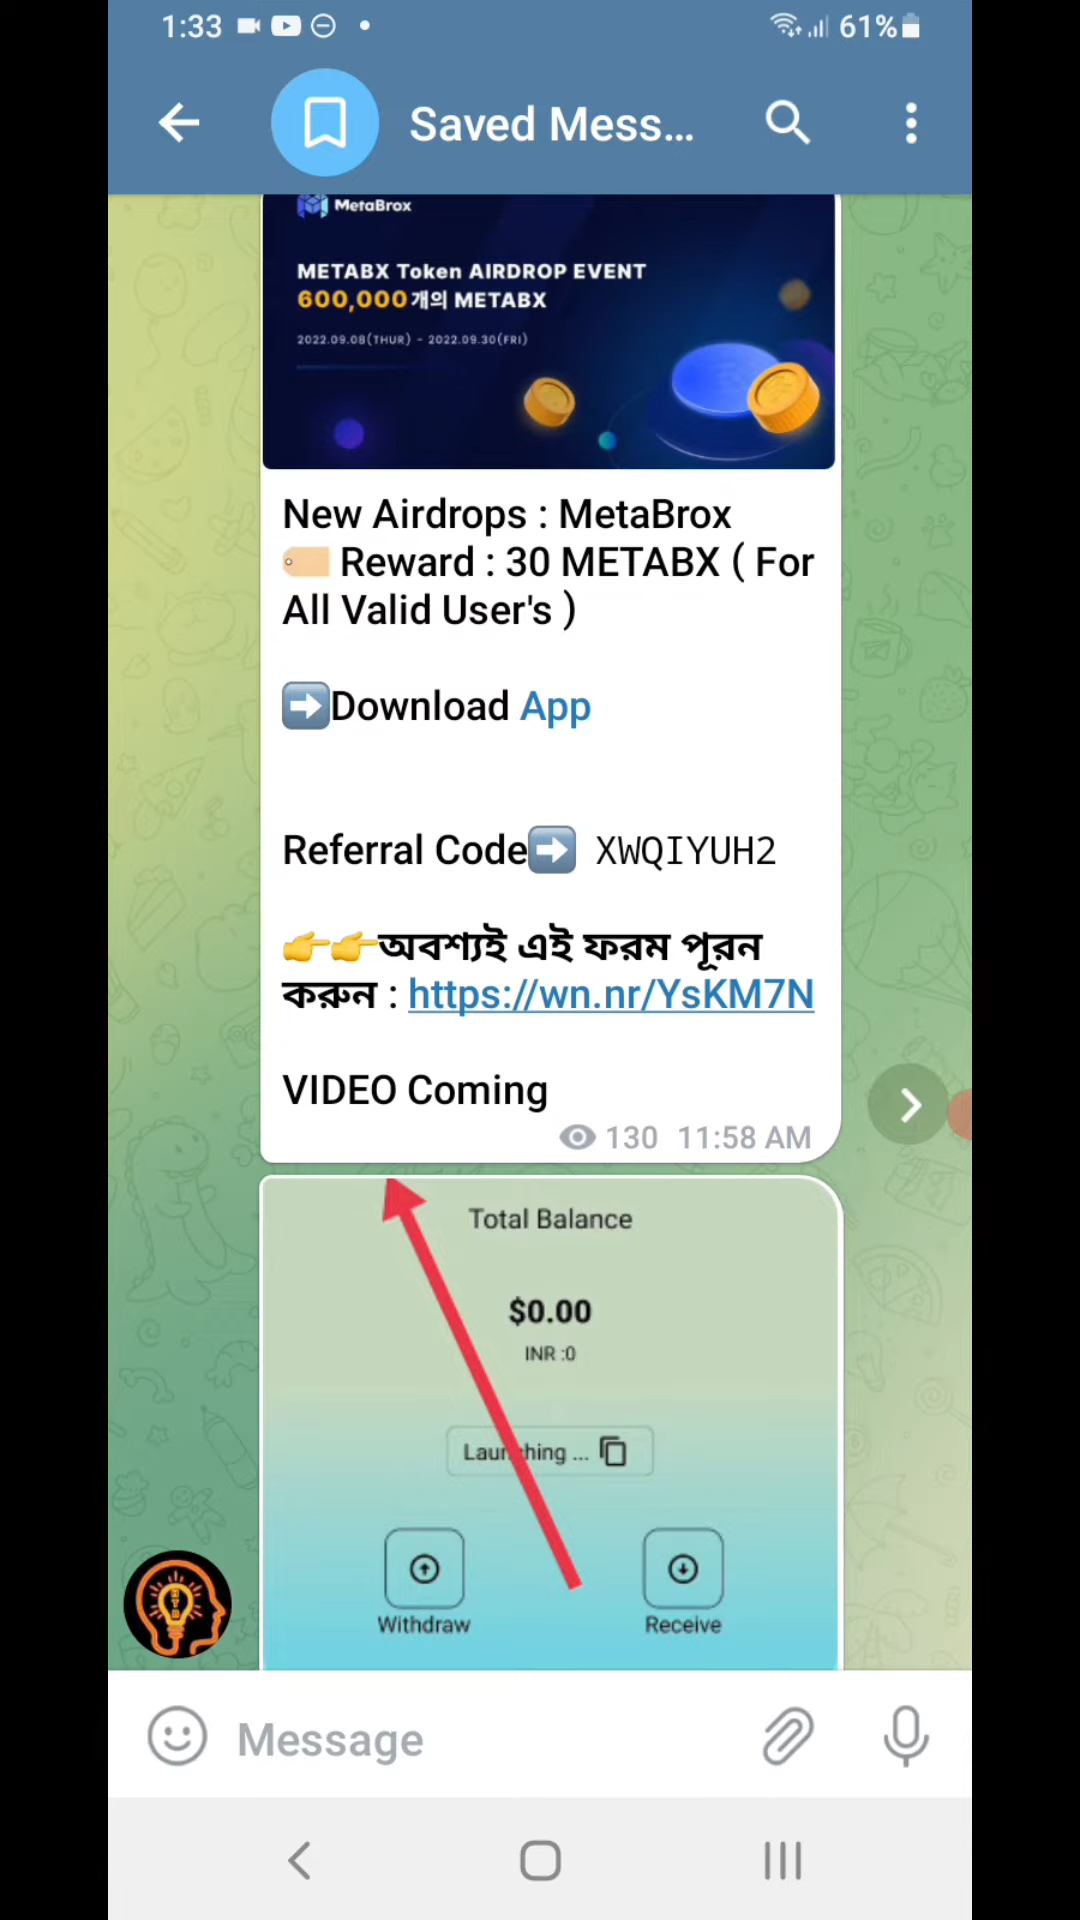 1:33
61%
Saved Mess...
MetaBrox
METABX Token AIRDROP EVENT
600,000개의 METABX
2022.09.08(THUR) - 2022.09.30(FRI)
New Airdrops : MetaBrox
🏷️ Reward : 30 METABX ( For
All Valid User's )
➡️Download App
Referral Code➡️ XWQIYUH2
👉👉অবশ্যই এই ফরম পূরন
করুন : https://wn.nr/YsKM7N
VIDEO Coming
130 11:58 AM
Total Balance
$0.00
INR :0
Launching ...
Withdraw
Receive
Message